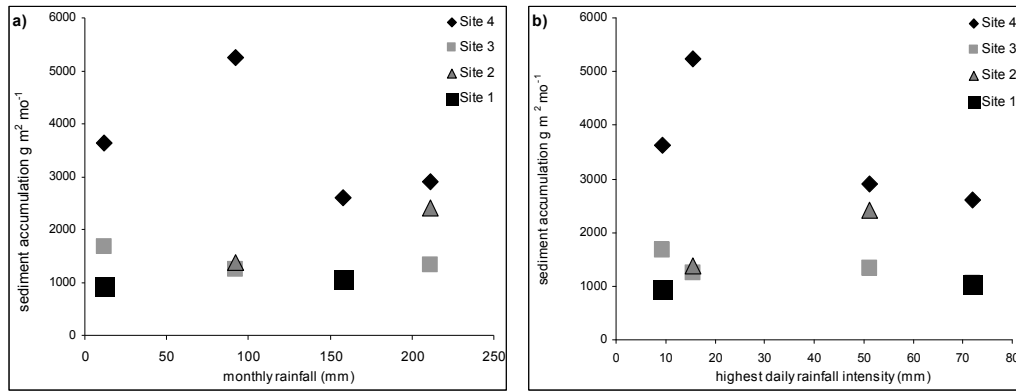 a)
6000
5000
4000
3000
2000
1000
0
sediment accumulation g m² mo⁻¹
0 50 100 150 200 250
monthly rainfall (mm)
Site 4
Site 3
Site 2
Site 1
b)
6000
5000
4000
3000
2000
1000
0
sediment accumulation g m⁻² mo⁻¹
0 10 20 30 40 50 60 70 80
highest daily rainfall intensity (mm)
Site 4
Site 3
Site 2
Site 1